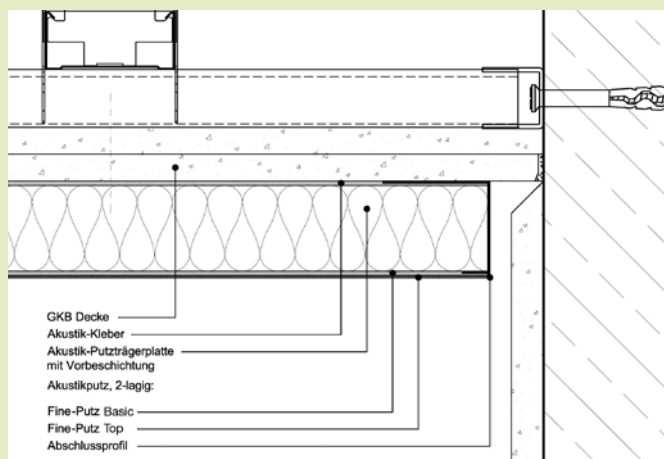 GKB Decke
Akustik-Kleber
Akustik-Putzträgerplatte
mit Vorbeschichtung
Akustikputz, 2-lagig:
Fine-Putz Basic
Fine-Putz Top
Abschlussprofil